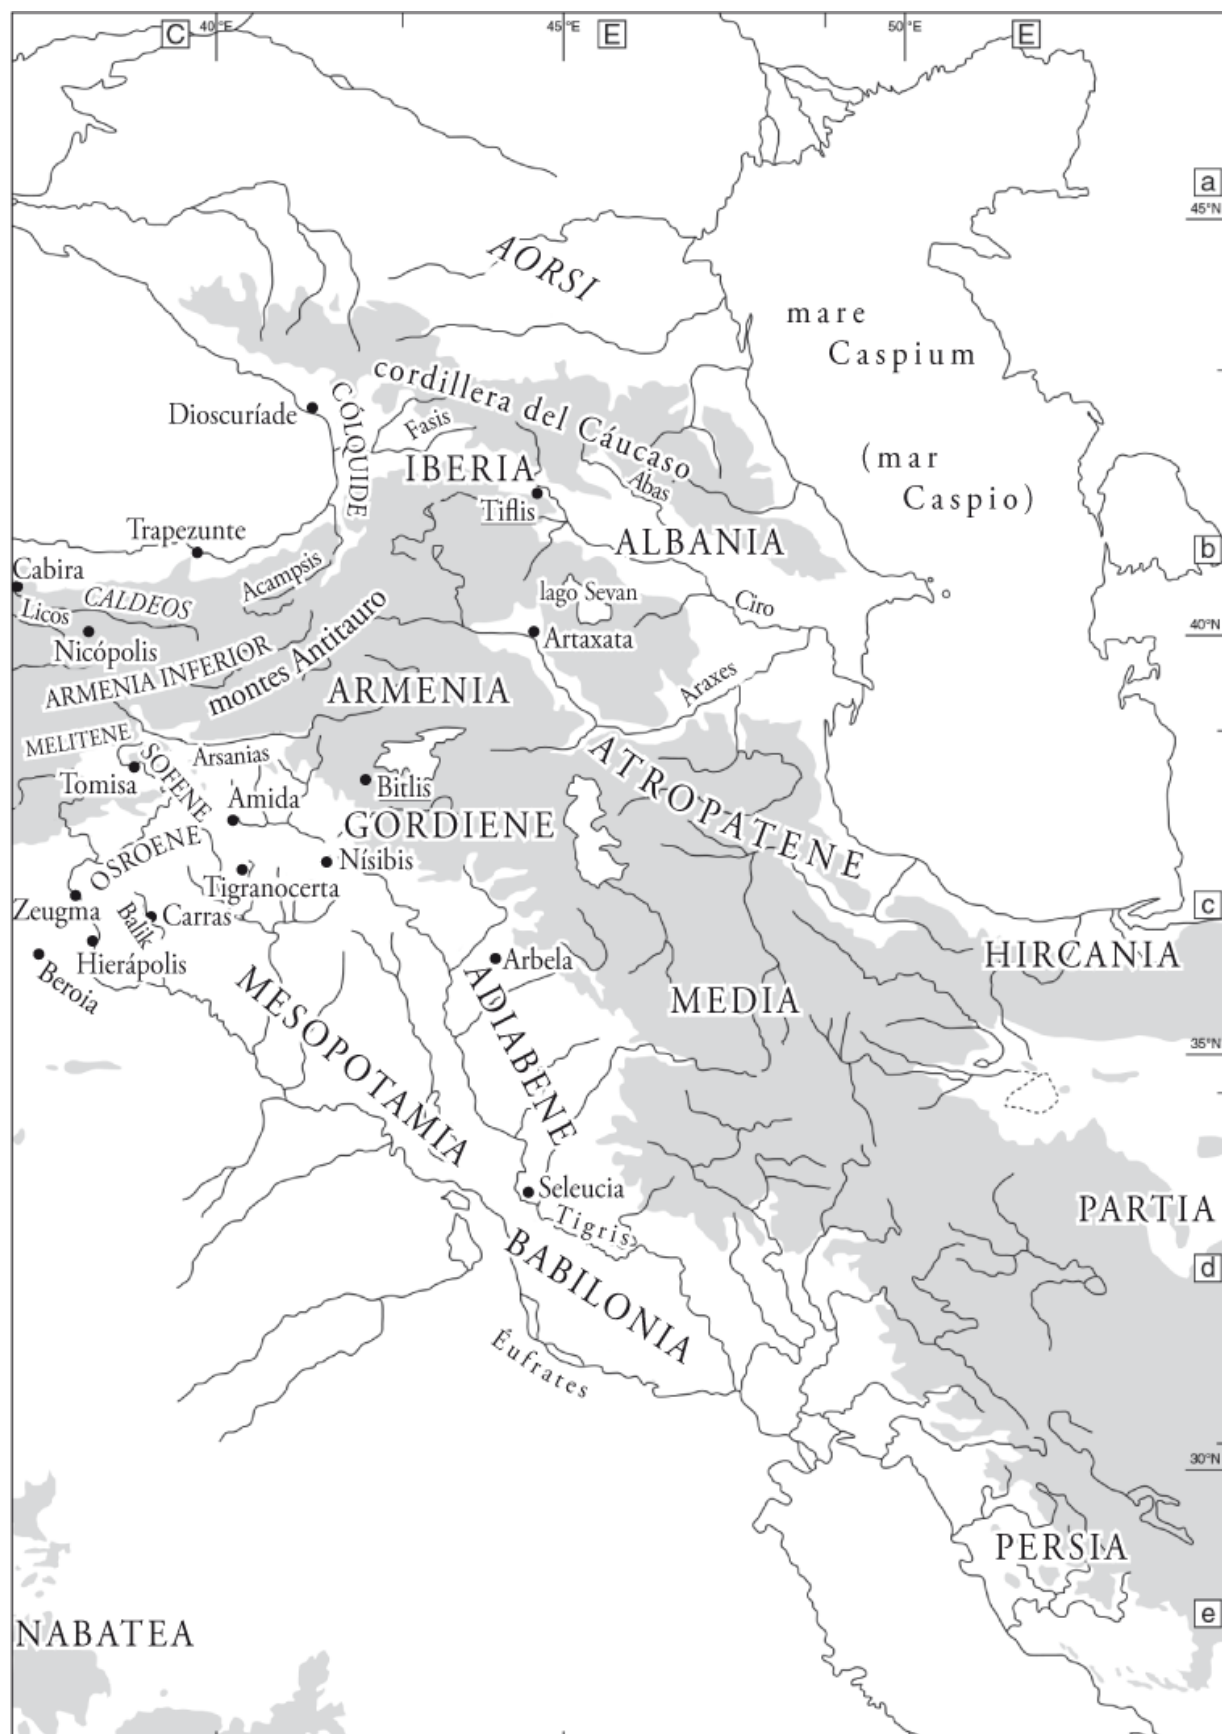 C
40°E
45°E
E
50°E
E
a
45°N
AORSI
mare
Caspium
(mar
Caspio)
cordillera del Cáucaso
CÓLQUIDE
Dioscuríade
Fasis
IBERIA
Abas
Tiflis
Trapezunte
ALBANIA
b
Cabira
Acampsis
lago Sevan
Ciro
Licos
CALDEOS
40°N
Nicópolis
Artaxata
ARMENIA INFERIOR
montes Antitauro
ARMENIA
Araxes
MELITENE
SOFENE
Arsanias
ATROPATENE
Tomisa
Amida
Bitlis
GORDIENE
OSROENE
Nísibis
Tigranocerta
Zeugma
Balik
Carras
c
Beroia
Hierápolis
Arbela
HIRCANIA
MESOPOTAMIA
ADIABENE
MEDIA
35°N
Seleucia
Tigris
PARTIA
BABILONIA
d
Éufrates
30°N
PERSIA
NABATEA
e